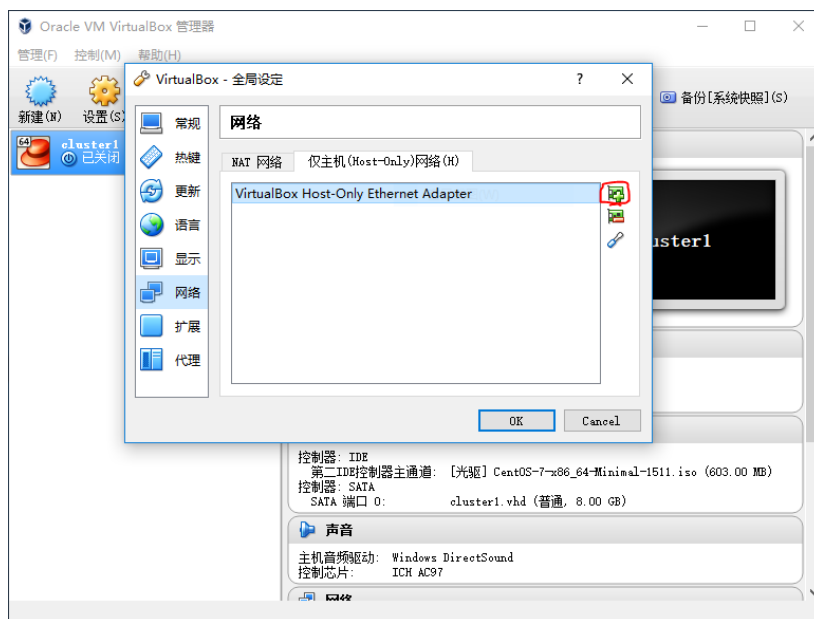 Oracle VM VirtualBox 管理器
管理(F) 控制(M) 帮助(H)
新建(N) 设置(S) 备份[系统快照](S)
64 cluster1
已关闭
VirtualBox - 全局设定 ?
常规
热键
更新
语言
显示
网络
扩展
代理
网络
NAT 网络 仅主机(Host-Only)网络(H)
VirtualBox Host-Only Ethernet Adapter
OK Cancel
uster1
控制器: IDE
第二IDE控制器主通道: [光驱] CentOS-7-x86_64-Minimal-1511.iso (603.00 MB)
控制器: SATA
SATA 端口 0: cluster1.vhd (普通, 8.00 GB)
声音
主机音频驱动: Windows DirectSound
控制芯片: ICH AC97
网络